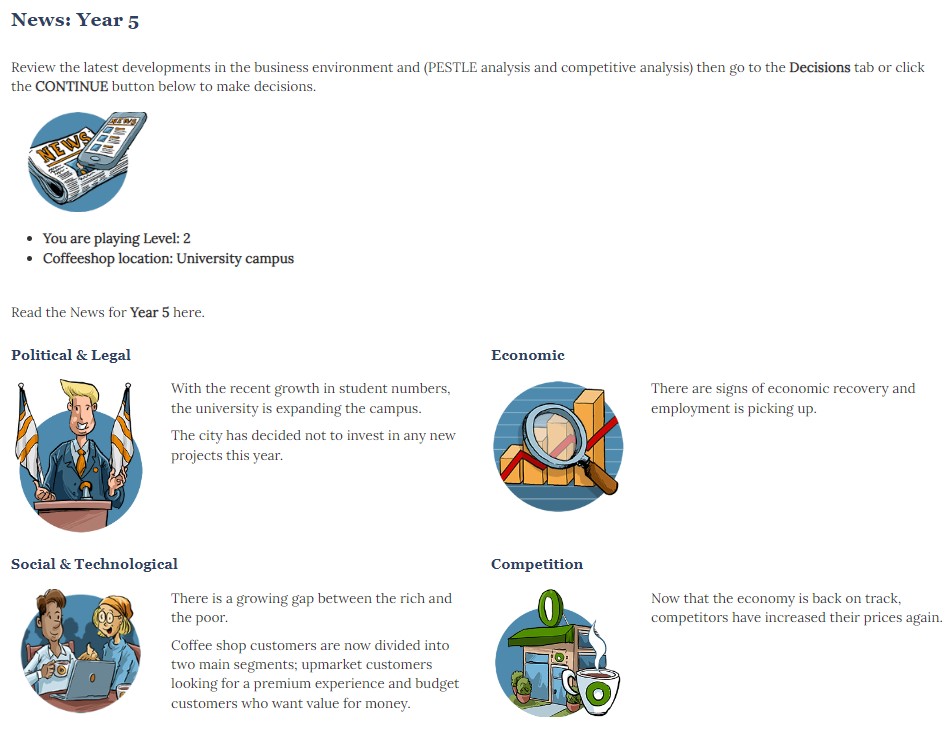 News: Year 5
Review the latest developments in the business environment and (PESTLE analysis and competitive analysis) then go to the Decisions tab or click
the CONTINUE button below to make decisions.
NEWS
NEWS
You are playing Level: 2
Coffeeshop location: University campus
Read the News for Year 5 here.
Political & Legal
With the recent growth in student numbers,
the university is expanding the campus.
The city has decided not to invest in any new
projects this year.
Economic
There are signs of economic recovery and
employment is picking up.
Social & Technological
There is a growing gap between the rich and
the poor.
Coffee shop customers are now divided into
two main segments; upmarket customers
looking for a premium experience and budget
customers who want value for money.
Competition
Now that the economy is back on track,
competitors have increased their prices again.